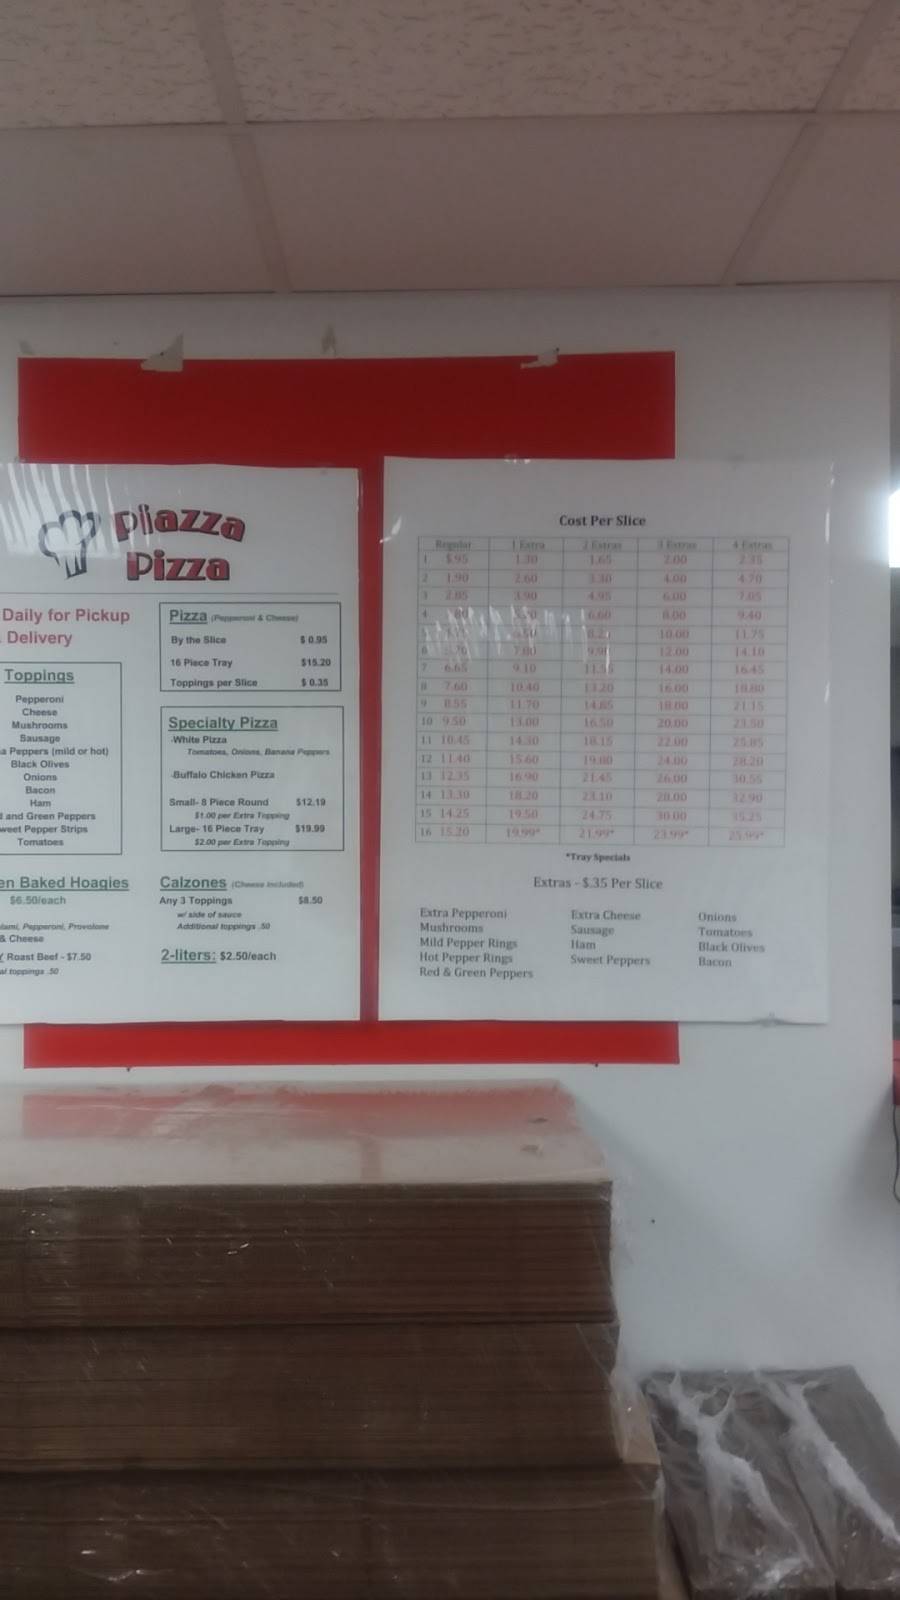 Piazza
Pizza
Daily for Pickup
Delivery
Toppings
Pepperoni
Cheese
Mushrooms
Sausage
Peppers (mild or hot)
Black Olives
Onions
Bacon
Ham
and Green Peppers
Pepper Strips
Tomatoes
Baked Hoagies
$6.50/each
Pepperoni, Provolone
& Cheese
Roast Beef - $7.50
toppings .50
Pizza (Pepperoni & Cheese)
By the Slice $ 0.95
16 Piece Tray $15.20
Toppings per Slice $ 0.35
Specialty Pizza
-White Pizza
Tomatoes, Onions, Banana Peppers
-Buffalo Chicken Pizza
Small- 8 Piece Round $12.19
$1.00 per Extra Topping
Large- 16 Piece Tray $19.99
$2.00 per Extra Topping
Calzones (Cheese Included)
Any 3 Toppings $8.50
w/ side of sauce
Additional toppings .50
2-liters: $2.50/each
Cost Per Slice
Regular 1 Extra 2 Extras 3 Extras 4 Extras
1 $.95 1.30 1.65 2.00 2.35
2 1.90 2.60 3.30 4.00 4.70
3 2.85 3.90 4.95 6.00 7.05
4 6.60 8.00 9.40
10.00 11.75
6 7.80 9.90 12.00 14.10
7 6.65 9.10 11.55 14.00 16.45
8 7.60 10.40 13.20 16.00 18.80
9 8.55 11.70 14.85 18.00 21.15
10 9.50 13.00 16.50 20.00 23.50
11 10.45 14.30 18.15 22.00 25.85
12 11.40 15.60 19.80 24.00 28.20
13 12.35 16.90 21.45 26.00 30.55
14 13.30 18.20 23.10 28.00 32.90
15 14.25 19.50 24.75 30.00 35.25
16 15.20 19.99* 21.99* 23.99* 25.99*
*Tray Specials
Extras - $.35 Per Slice
Extra Pepperoni Extra Cheese Onions
Mushrooms Sausage Tomatoes
Mild Pepper Rings Ham Black Olives
Hot Pepper Rings Sweet Peppers Bacon
Red & Green Peppers